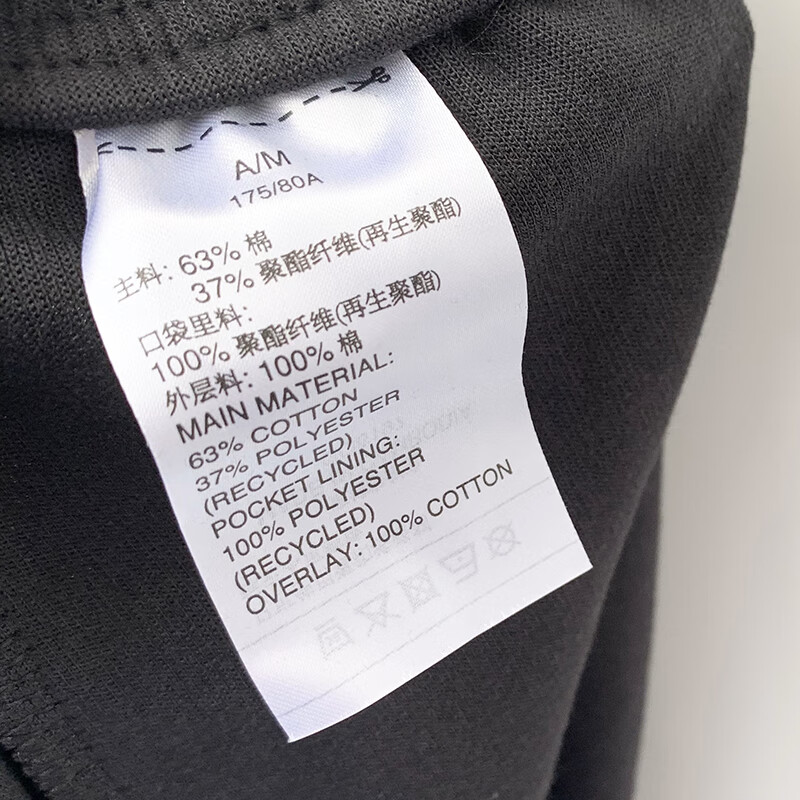 A/M
175/80A
主料: 63% 棉
37% 聚酯纤维(再生聚酯)
口袋里料:
100% 聚酯纤维(再生聚酯)
外层料: 100% 棉
MAIN MATERIAL:
63% COTTON
37% POLYESTER
(RECYCLED)
POCKET LINING:
100% POLYESTER
(RECYCLED)
OVERLAY: 100% COTTON